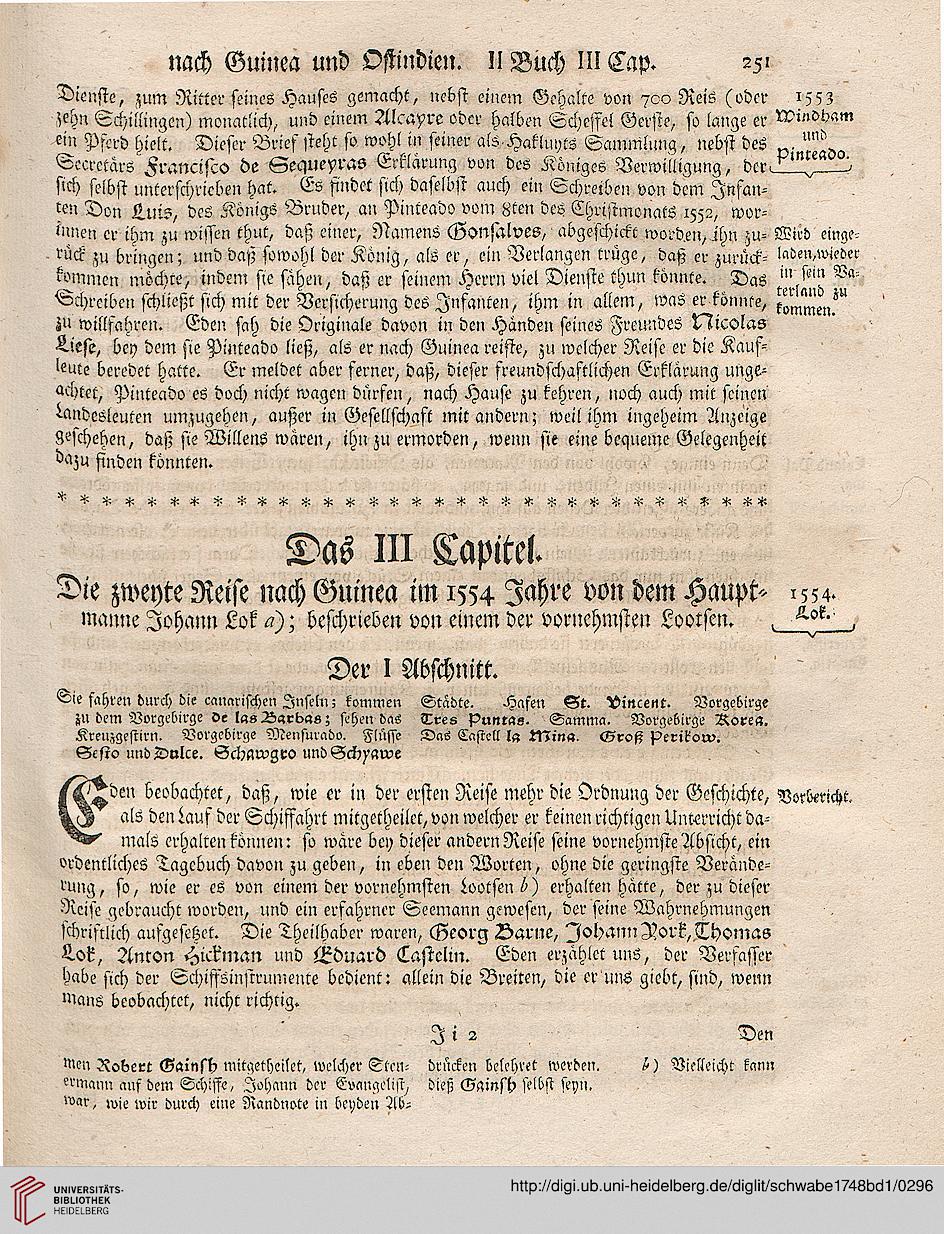 nach Guinea und Ostindien. II Buch III Cap. 251
Dienste, zum Ritter seines Hauses gemacht, nebst einem Gehalte von 700 Reis (oder
zehn Schillingen) monatlich, und einem Alcayre oder halben Scheffel Gerste, so lange er
ein Pferd hielt. Dieser Brief steht so wohl in seiner als Hakluyts Sammlung, nebst des
Secretärs Francisco de Sequeyras Erklärung von des Königes Verwilligung, der
sich selbst unterschrieben hat. Es findet sich daselbst auch ein Schreiben von dem Infan-
ten Don Luis, des Königs Bruder, an Pinteado vom 8ten des Christmonats 1552, wor-
innen er ihm zu wissen thut, daß einer, Namens Gonsalves, abgeschickt worden, ihn zu-
rück zu bringen; und daß sowohl der König, als er, ein Verlangen trüge, daß er zurück-
kommen möchte, indem sie sähen, daß er seinem Herrn viel Dienste thun könnte. Das
Schreiben schließt sich mit der Versicherung des Infanten, ihm in allem, was er könnte,
zu willfahren. Eden sah die Originale davon in den Händen seines Freundes Nicolas
Liese, bey dem sie Pinteado ließ, als er nach Guinea reiste, zu welcher Reise er die Kauf-
leute beredet hatte. Er meldet aber ferner, daß, dieser freundschaftlichen Erklärung unge-
achtet, Pinteado es doch nicht wagen dürfen, nach Hause zu kehren, noch auch mit seinen
Landesleuten umzugehen, außer in Gesellschaft mit andern; weil ihm ingeheim Anzeige
geschehen, daß sie Willens wären, ihn zu ermorden, wenn sie eine bequeme Gelegenheit
dazu finden könnten.
1553
Windham
und
Pinteado.
Wird einge-
laden, wieder
in sein Va-
terland zu
kommen.
* * * * * * * * * * * * * * * * * * * * * * * * * * * * * * * *
Das III Capitel.
Die zweyte Reise nach Guinea im 1554 Jahre von dem Haupt-
manne Johann Lok a); beschrieben von einem der vornehmsten Lootsen.
1554.
Lok.
Der I Abschnitt.
Sie fahren durch die canarischen Inseln; kommen
zu dem Vorgebirge de las Barbas; sehen das
Kreuzgestirn. Vorgebirge Mensurado. Flüsse
Sesto und Dulce. Schawgro und Schyawe
Städte. Hafen St. Vincent. Vorgebirge
Tres Puntas. Samma. Vorgebirge Korea.
Das Castell la Mina. Groß Perikow.
Eden beobachtet, daß, wie er in der ersten Reise mehr die Ordnung der Geschichte,
als den Lauf der Schiffahrt mitgetheilet, von welcher er keinen richtigen Unterricht da-
mals erhalten können: so wäre bey dieser andern Reise seine vornehmste Absicht, ein
ordentliches Tagebuch davon zu geben, in eben den Worten, ohne die geringste Verände-
rung, so, wie er es von einem der vornehmsten Lootsen b) erhalten hätte, der zu dieser
Reise gebraucht worden, und ein erfahrner Seemann gewesen, der seine Wahrnehmungen
schriftlich aufgesetzet. Die Theilhaber waren, Georg Barne, Johann York, Thomas
Lok, Anton Hickman und Eduard Castelin. Eden erzählet uns, der Verfasser
habe sich der Schiffsinstrumente bedient: allein die Breiten, die er uns giebt, sind, wenn
mans beobachtet, nicht richtig.
Vorbericht.
Ji 2 Den
men Robert Gainsh mitgetheilet, welcher Steu-
ermann auf dem Schiffe, Johann der Evangelist,
war, wie wir durch eine Randnote in beyden Ab-
drücken belehret werden. b) Vielleicht kann
dieß Gainsh selbst seyn.
UNIVERSITÄTS-
BIBLIOTHEK
HEIDELBERG
http://digi.ub.uni-heidelberg.de/diglit/schwabe1748bd1/0296